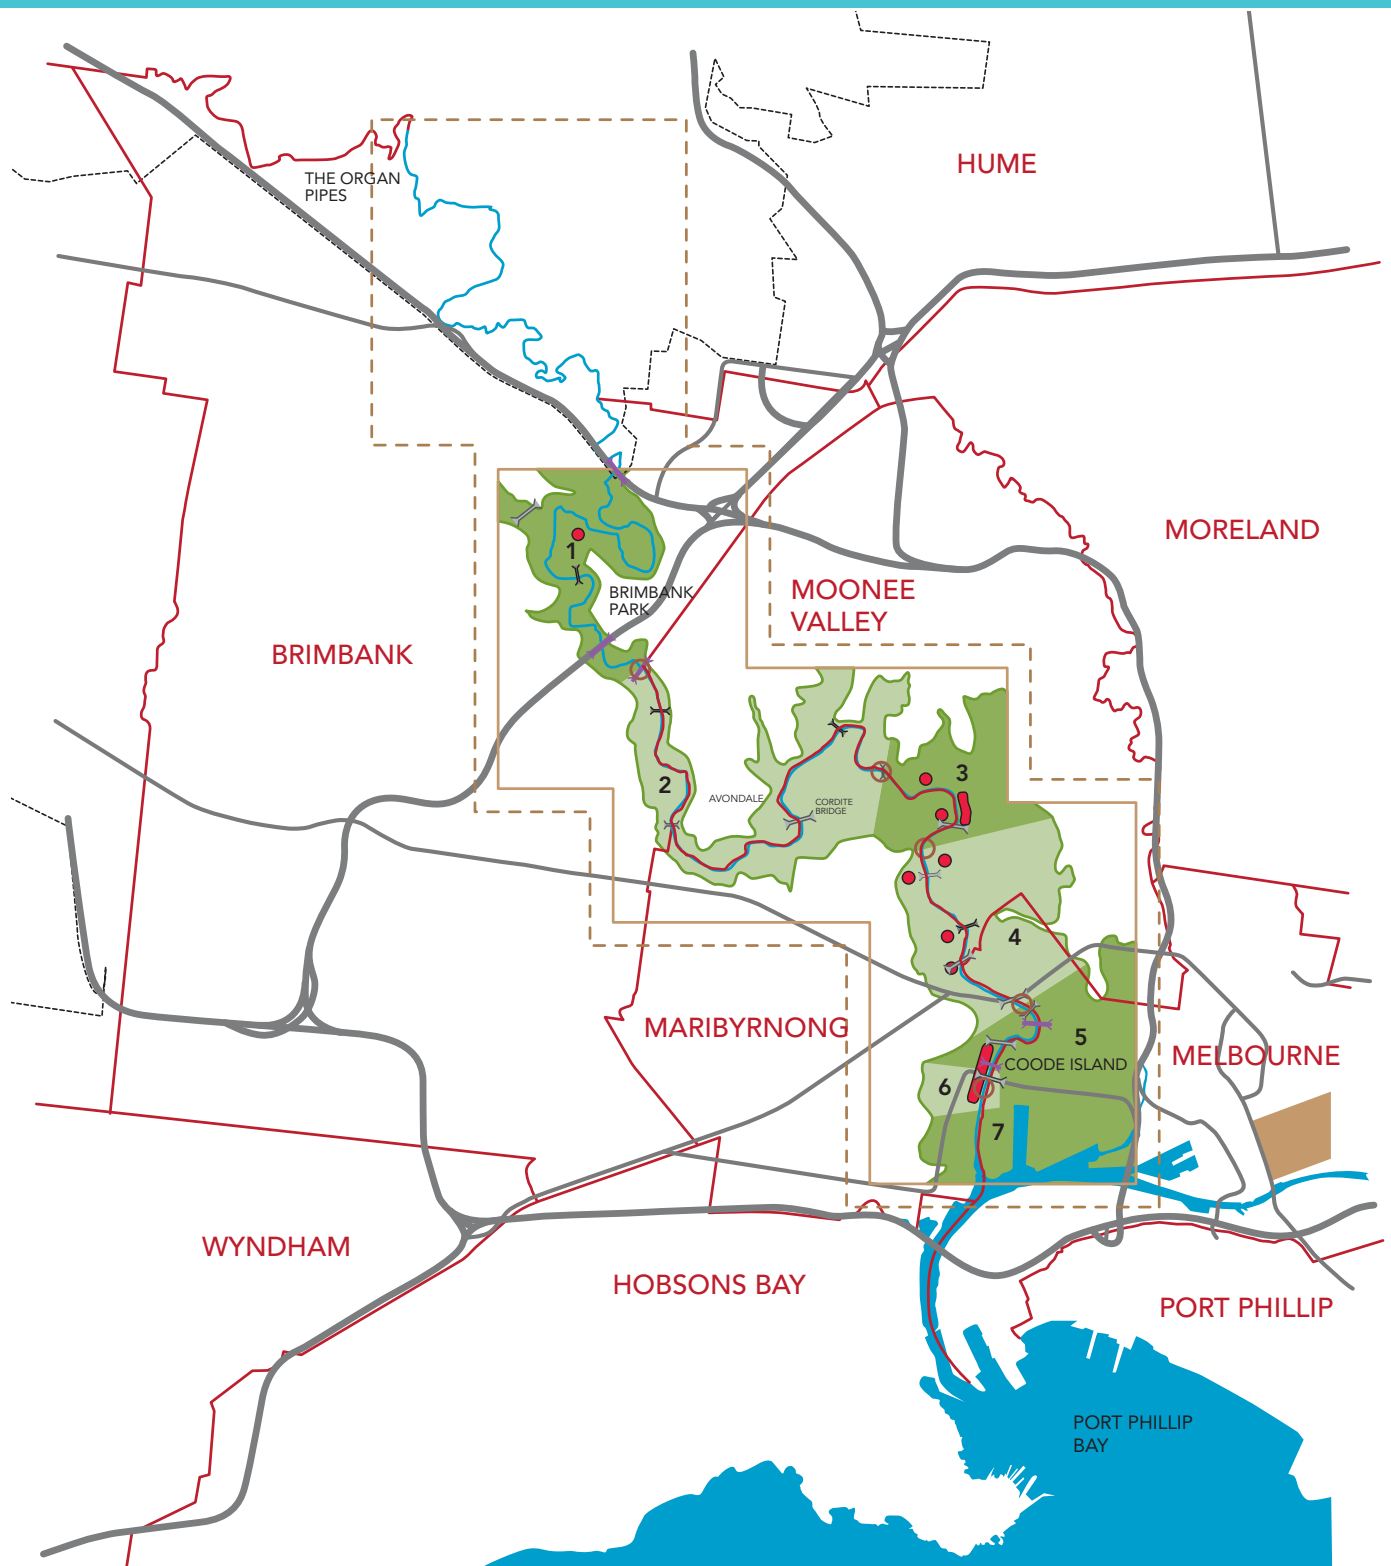 HUME
THE ORGAN
PIPES
MORELAND
1
BRIMBANK
PARK
MOONEE
VALLEY
BRIMBANK
2
3
AVONDALE
CORDITE
BRIDGE
4
MARIBYRNONG
5
MELBOURNE
COODE ISLAND
6
7
WYNDHAM
HOBSONS BAY
PORT PHILLIP
PORT PHILLIP
BAY